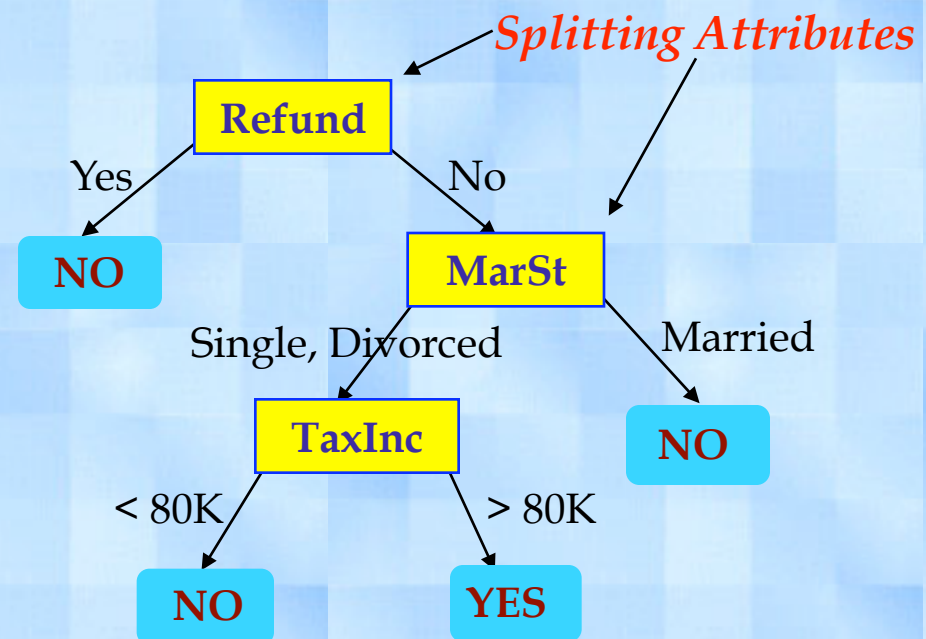 Splitting Attributes
Refund
Yes
No
NO
MarSt
Single, Divorced
Married
TaxInc
NO
< 80K
> 80K
NO
YES